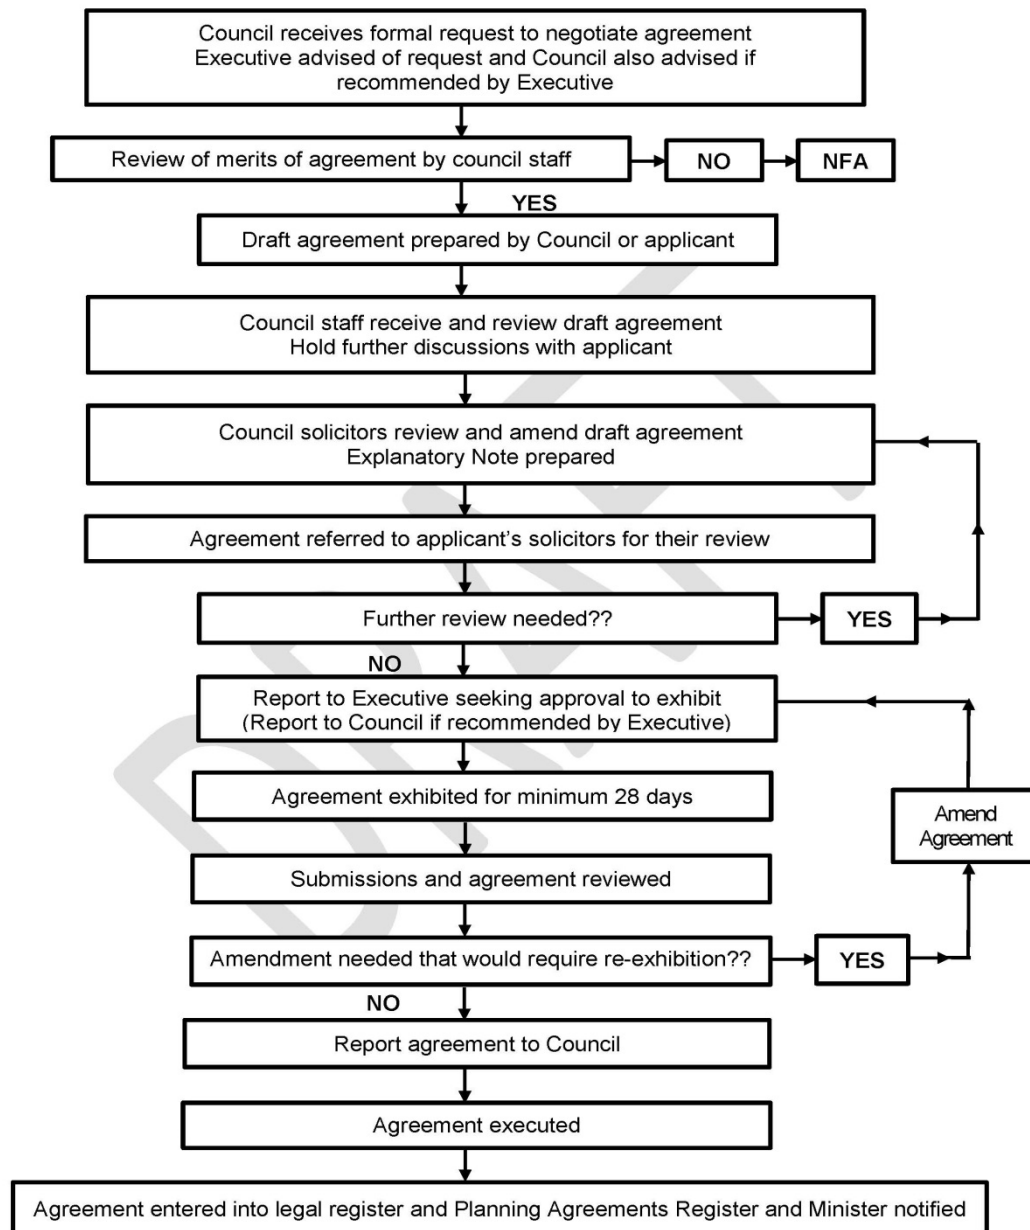 Council receives formal request to negotiate agreement
Executive advised of request and Council also advised if
recommended by Executive
Review of merits of agreement by council staff
NO
NFA
YES
Draft agreement prepared by Council or applicant
Council staff receive and review draft agreement
Hold further discussions with applicant
Council solicitors review and amend draft agreement
Explanatory Note prepared
Agreement referred to applicant's solicitors for their review
Further review needed??
YES
NO
Report to Executive seeking approval to exhibit
(Report to Council if recommended by Executive)
Agreement exhibited for minimum 28 days
Amend
Agreement
Submissions and agreement reviewed
Amendment needed that would require re-exhibition??
YES
NO
Report agreement to Council
Agreement executed
Agreement entered into legal register and Planning Agreements Register and Minister notified
DRAFT